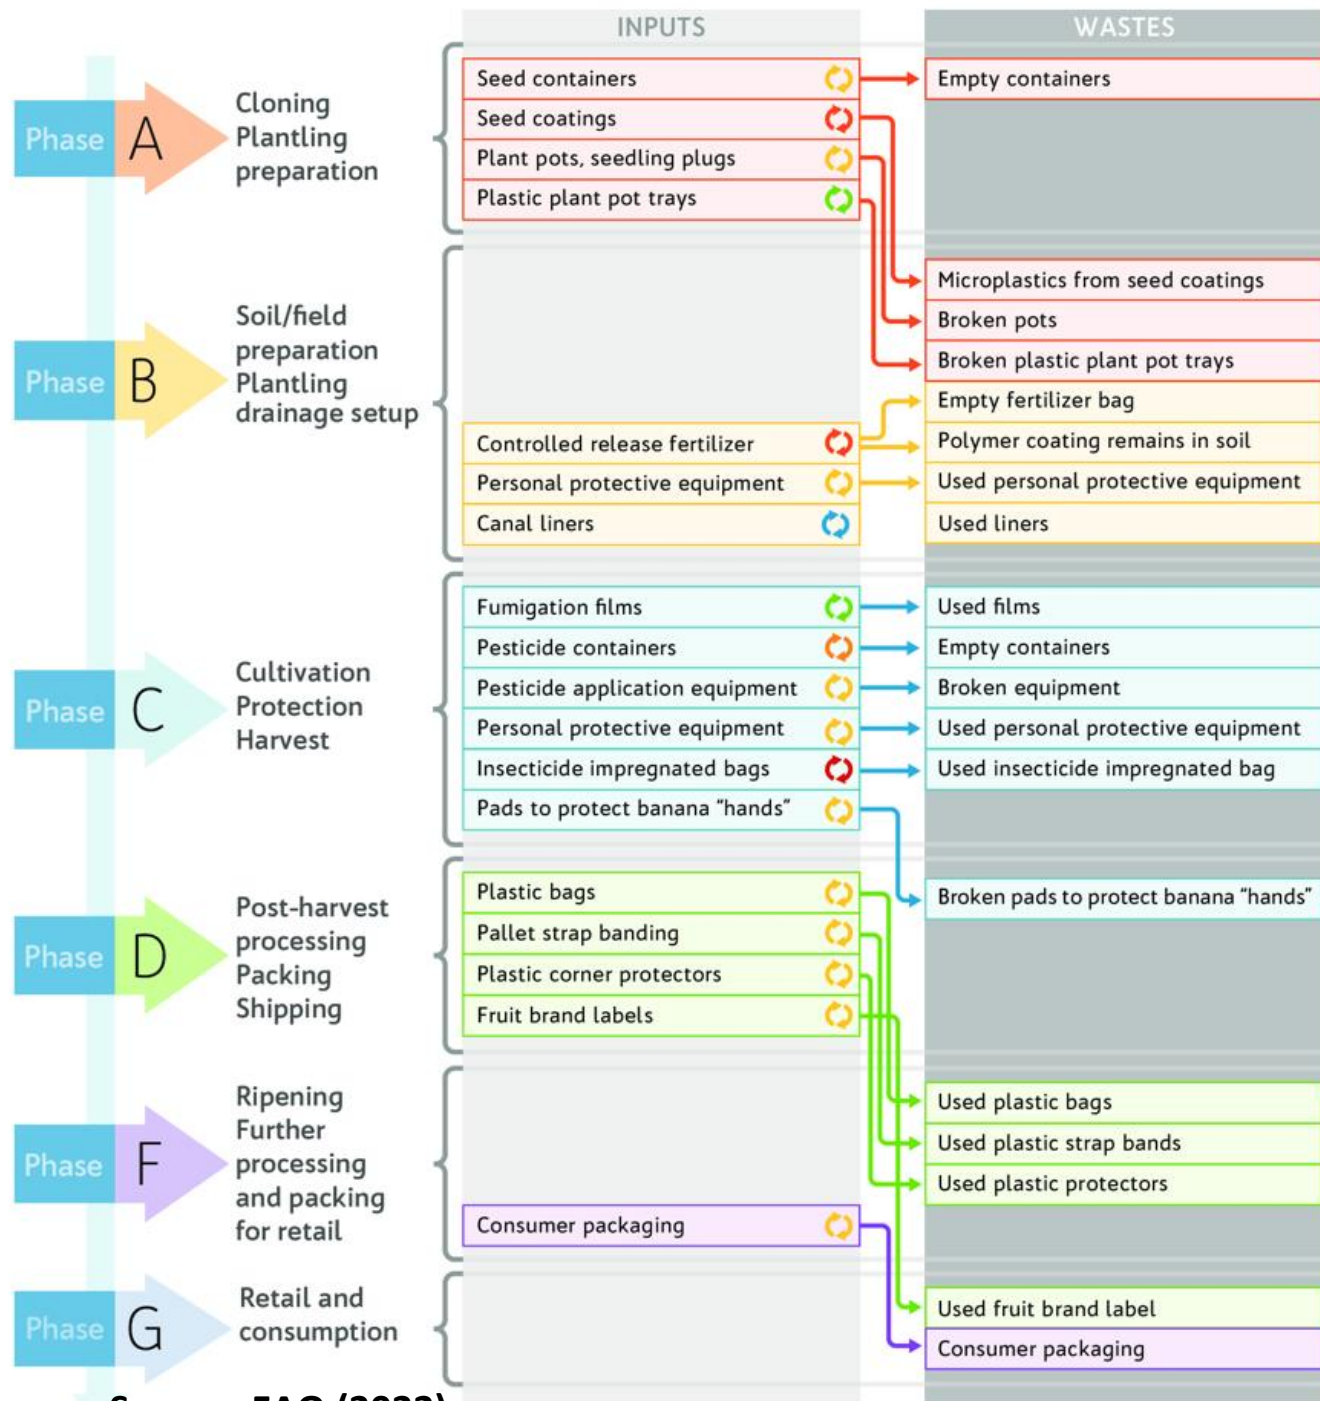 INPUTS
WASTES
Phase A
Cloning
Plantling
preparation
Seed containers
Seed coatings
Plant pots, seedling plugs
Plastic plant pot trays
Empty containers
Phase B
Soil/field
preparation
Plantling
drainage setup
Controlled release fertilizer
Personal protective equipment
Canal liners
Microplastics from seed coatings
Broken pots
Broken plastic plant pot trays
Empty fertilizer bag
Polymer coating remains in soil
Used personal protective equipment
Used liners
Phase C
Cultivation
Protection
Harvest
Fumigation films
Pesticide containers
Pesticide application equipment
Personal protective equipment
Insecticide impregnated bags
Pads to protect banana “hands”
Used films
Empty containers
Broken equipment
Used personal protective equipment
Used insecticide impregnated bag
Phase D
Post-harvest
processing
Packing
Shipping
Plastic bags
Pallet strap banding
Plastic corner protectors
Fruit brand labels
Broken pads to protect banana “hands”
Phase F
Ripening
Further
processing
and packing
for retail
Consumer packaging
Used plastic bags
Used plastic strap bands
Used plastic protectors
Phase G
Retail and
consumption
Used fruit brand label
Consumer packaging